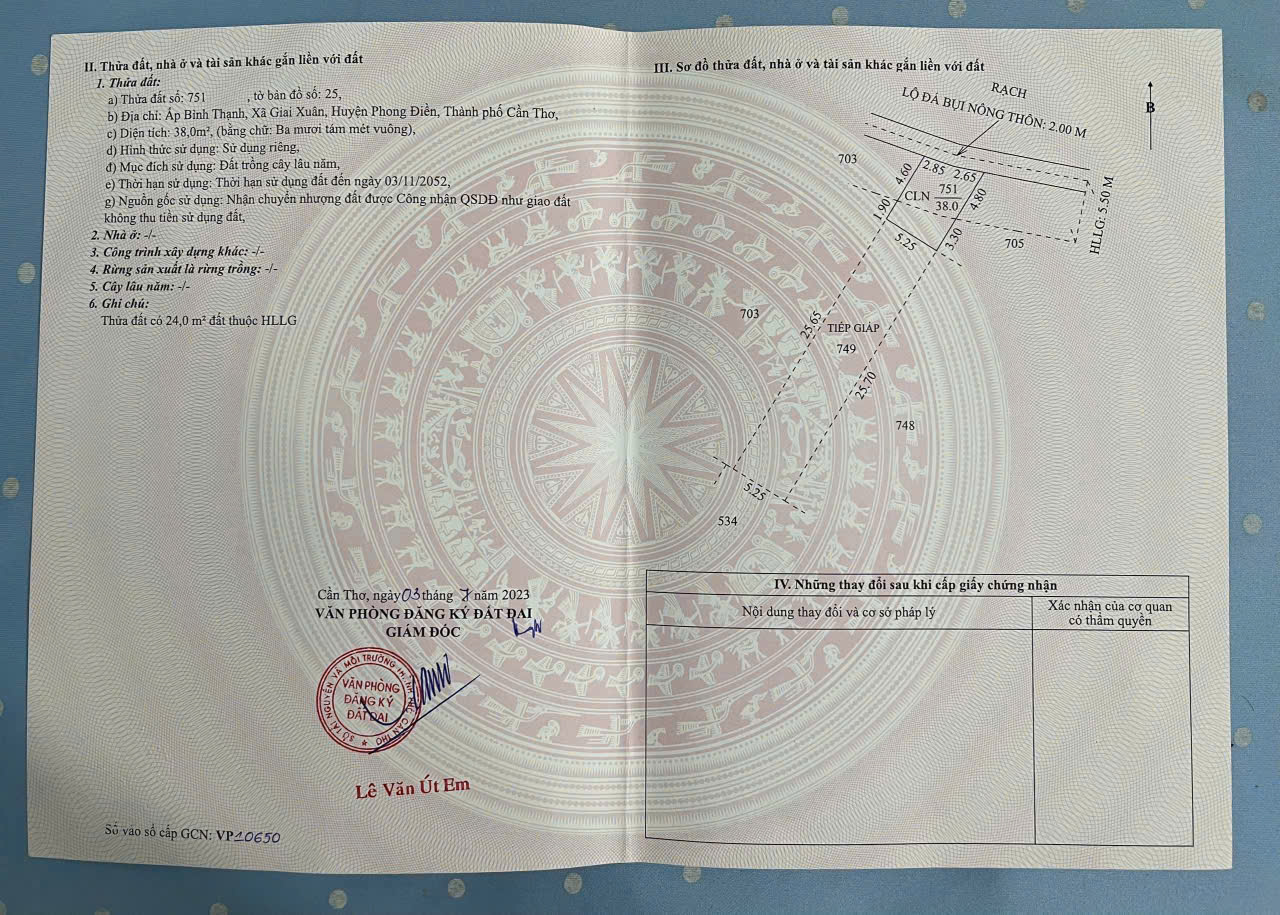 II. Thửa đất, nhà ở và tài sản khác gắn liền với đất
1. Thửa đất:
a) Thửa đất số: 751 , tờ bản đồ số: 25,
b) Địa chỉ: Ấp Bình Thạnh, Xã Giai Xuân, Huyện Phong Điền, Thành phố Cần Thơ,
c) Diện tích: 38,0m², (bằng chữ: Ba mươi tám mét vuông),
d) Hình thức sử dụng: Sử dụng riêng,
đ) Mục đích sử dụng: Đất trồng cây lâu năm,
e) Thời hạn sử dụng: Thời hạn sử dụng đất đến ngày 03/11/2052,
g) Nguồn gốc sử dụng: Nhận chuyển nhượng đất được Công nhận QSDĐ như giao đất
không thu tiền sử dụng đất,
2. Nhà ở: -/-
3. Công trình xây dựng khác: -/-
4. Rừng sản xuất là rừng trồng: -/-
5. Cây lâu năm: -/-
6. Ghi chú:
Thửa đất có 24,0 m² đất thuộc HLLG
Cần Thơ, ngày 03 tháng 7 năm 2023
VĂN PHÒNG ĐĂNG KÝ ĐẤT ĐAI
GIÁM ĐỐC
VĂN PHÒNG
ĐĂNG KÝ
ĐẤT ĐAI
Lê Văn Út Em
Số vào sổ cấp GCN: VP10650
III. Sơ đồ thửa đất, nhà ở và tài sản khác gắn liền với đất
RẠCH
LỘ ĐÁ BỤI NÔNG THÔN: 2.00 M
B
703
4.60
2.85
2.65
CLN
751
38.0
4.80
1.90
5.25
3.30
705
HLLG: 5.50 M
703
25.65
TIẾP GIÁP
749
25.70
748
5.25
534
IV. Những thay đổi sau khi cấp giấy chứng nhận
Nội dung thay đổi và cơ sở pháp lý
Xác nhận của cơ quan
có thẩm quyền